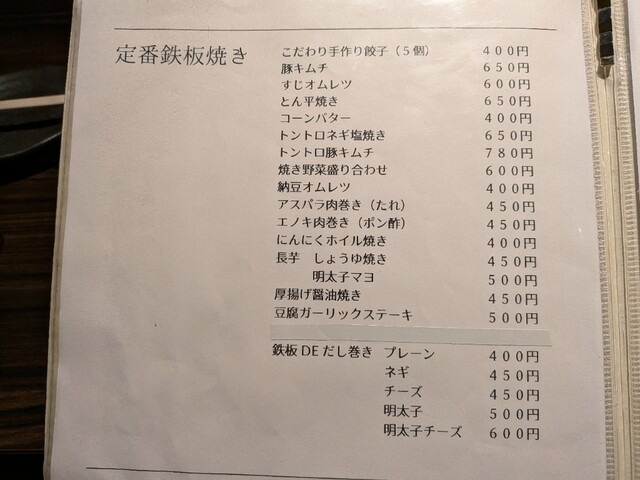 定番鉄板焼き
こだわり手作り餃子（５個） ４００円
豚キムチ ６５０円
すじオムレツ ６００円
とん平焼き ６５０円
コーンバター ４００円
トントロネギ塩焼き ６５０円
トントロ豚キムチ ７８０円
焼き野菜盛り合わせ ６００円
納豆オムレツ ４００円
アスパラ肉巻き（たれ） ４５０円
エノキ肉巻き（ポン酢） ４５０円
にんにくホイル焼き ４００円
長芋　しょうゆ焼き ４５０円
明太子マヨ ５００円
厚揚げ醤油焼き ４５０円
豆腐ガーリックステーキ ５００円
鉄板 DE だし巻き プレーン ４００円
ネギ ４５０円
チーズ ４５０円
明太子 ５００円
明太子チーズ ６００円